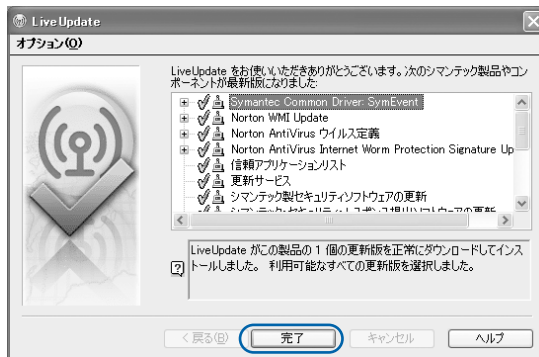 LiveUpdate
オプション(O)
LiveUpdate をお使いいただきありがとうございます。次のシマンテック製品やコン
ポーネントが最新版になりました:
Symantec Common Driver: SymEvent
Norton WMI Update
Norton AntiVirus ウイルス定義
Norton AntiVirus Internet Worm Protection Signature Up
信頼アプリケーションリスト
更新サービス
シマンテック製セキュリティソフトウェアの更新
LiveUpdate がこの製品の 1 個の更新版を正常にダウンロードしてインス
トールしました。 利用可能なすべての更新版を選択しました。
< 戻る(B) 完了 キャンセル ヘルプ